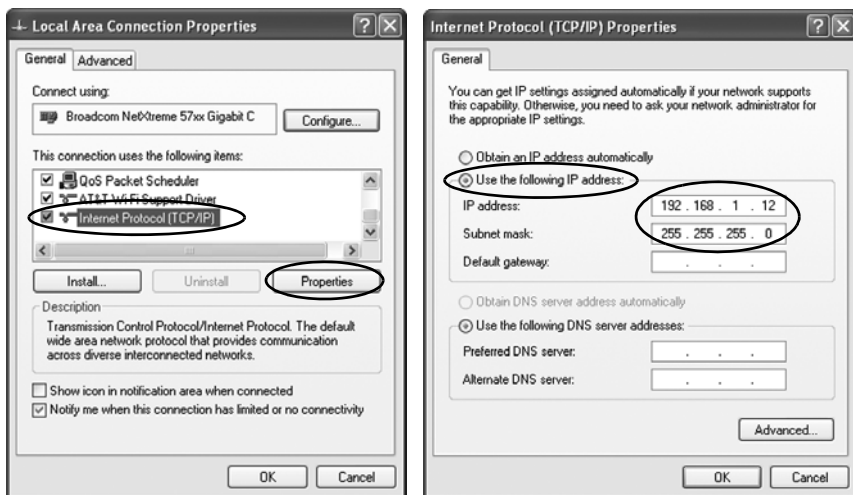 Local Area Connection Properties
General
Advanced
Connect using:
Broadcom NetXtreme 57xx Gigabit C
Configure...
This connection uses the following items:
QoS Packet Scheduler
AT&T Wi-Fi Support Driver
Internet Protocol (TCP/IP)
Install...
Uninstall
Properties
Description
Transmission Control Protocol/Internet Protocol. The default
wide area network protocol that provides communication
across diverse interconnected networks.
Show icon in notification area when connected
Notify me when this connection has limited or no connectivity
OK
Cancel
Internet Protocol (TCP/IP) Properties
General
You can get IP settings assigned automatically if your network supports
this capability. Otherwise, you need to ask your network administrator for
the appropriate IP settings.
Obtain an IP address automatically
Use the following IP address:
IP address: 192 . 168 . 1 . 12
Subnet mask: 255 . 255 . 255 . 0
Default gateway: . . .
Obtain DNS server address automatically
Use the following DNS server addresses:
Preferred DNS server: . . .
Alternate DNS server: . . .
Advanced...
OK
Cancel